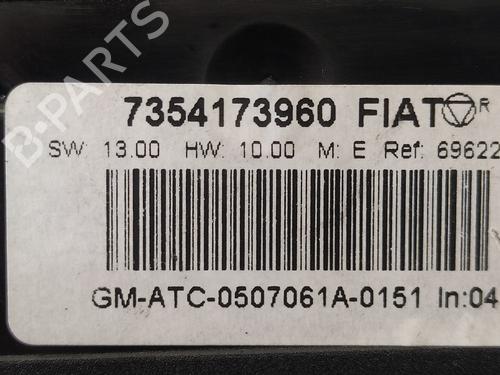 7354173960 FIAT R
SW: 13.00 HW: 10.00 M: E Ref: 69622
GM-ATC-0507061A-0151 In:04
B-PARTS